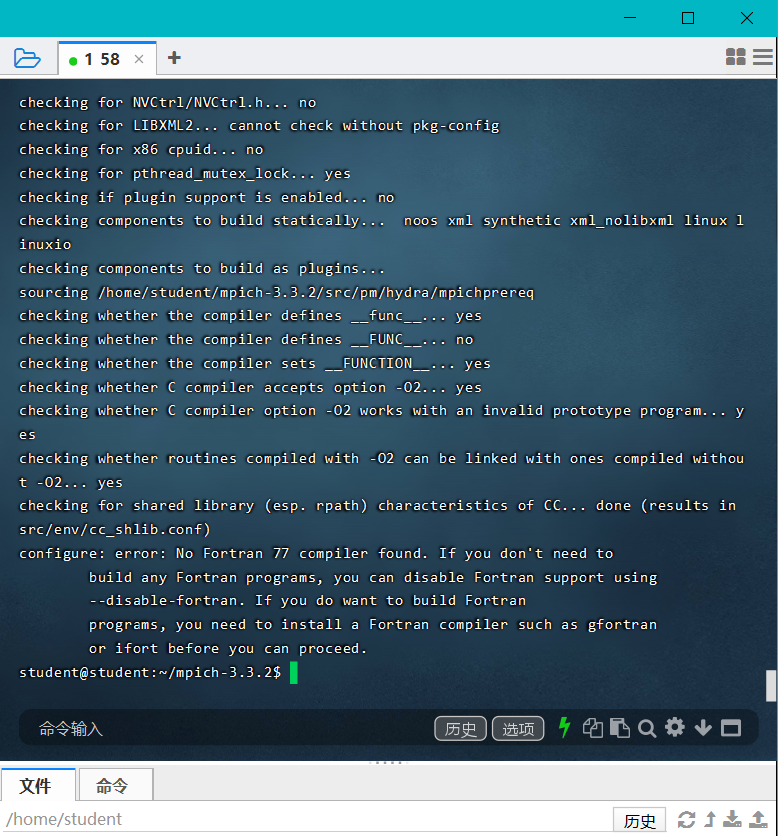 1 58
checking for NVCtrl/NVCtrl.h... no
checking for LIBXML2... cannot check without pkg-config
checking for x86 cpuid... no
checking for pthread_mutex_lock... yes
checking if plugin support is enabled... no
checking components to build statically...  noos xml synthetic xml_nolibxml linux l
inuxio
checking components to build as plugins...
sourcing /home/student/mpich-3.3.2/src/pm/hydra/mpichprereq
checking whether the compiler defines __func__... yes
checking whether the compiler defines __FUNC__... no
checking whether the compiler sets __FUNCTION__... yes
checking whether C compiler accepts option -O2... yes
checking whether C compiler option -O2 works with an invalid prototype program... y
es
checking whether routines compiled with -O2 can be linked with ones compiled withou
t -O2... yes
checking for shared library (esp. rpath) characteristics of CC... done (results in
src/env/cc_shlib.conf)
configure: error: No Fortran 77 compiler found. If you don't need to
        build any Fortran programs, you can disable Fortran support using
        --disable-fortran. If you do want to build Fortran
        programs, you need to install a Fortran compiler such as gfortran
        or ifort before you can proceed.
student@student:~/mpich-3.3.2$
命令输入 历史 选项
文件 命令
/home/student 历史